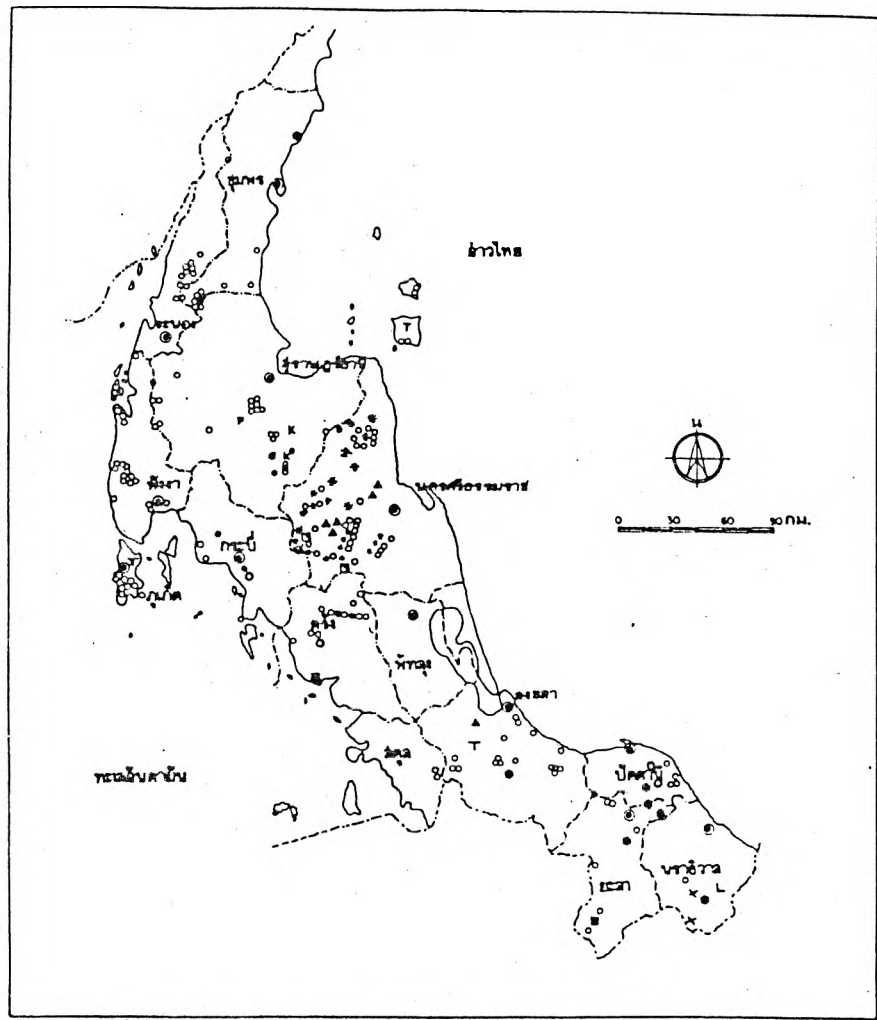 ชุมพร
อ่าวไทย
ระนอง
T
สุราษฎร์ธานี
K
K
น
พังงา
นครศรีธรรมราช
0 30 60 90 กม.
กระบี่
T
ภูเก็ต
ตรัง
พัทลุง
สงขลา
T
สตูล
ทะเลอันดามัน
ปัตตานี
นราธิวาส
ยะลา
L